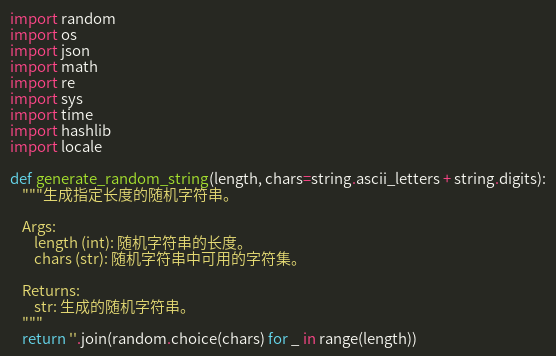 import random
import os
import json
import math
import re
import sys
import time
import hashlib
import locale
def generate_random_string(length, chars=string.ascii_letters + string.digits):
"""生成指定长度的随机字符串。
Args:
length (int): 随机字符串的长度。
chars (str): 随机字符串中可用的字符集。
Returns:
str: 生成的随机字符串。
"""
return ''.join(random.choice(chars) for _ in range(length))